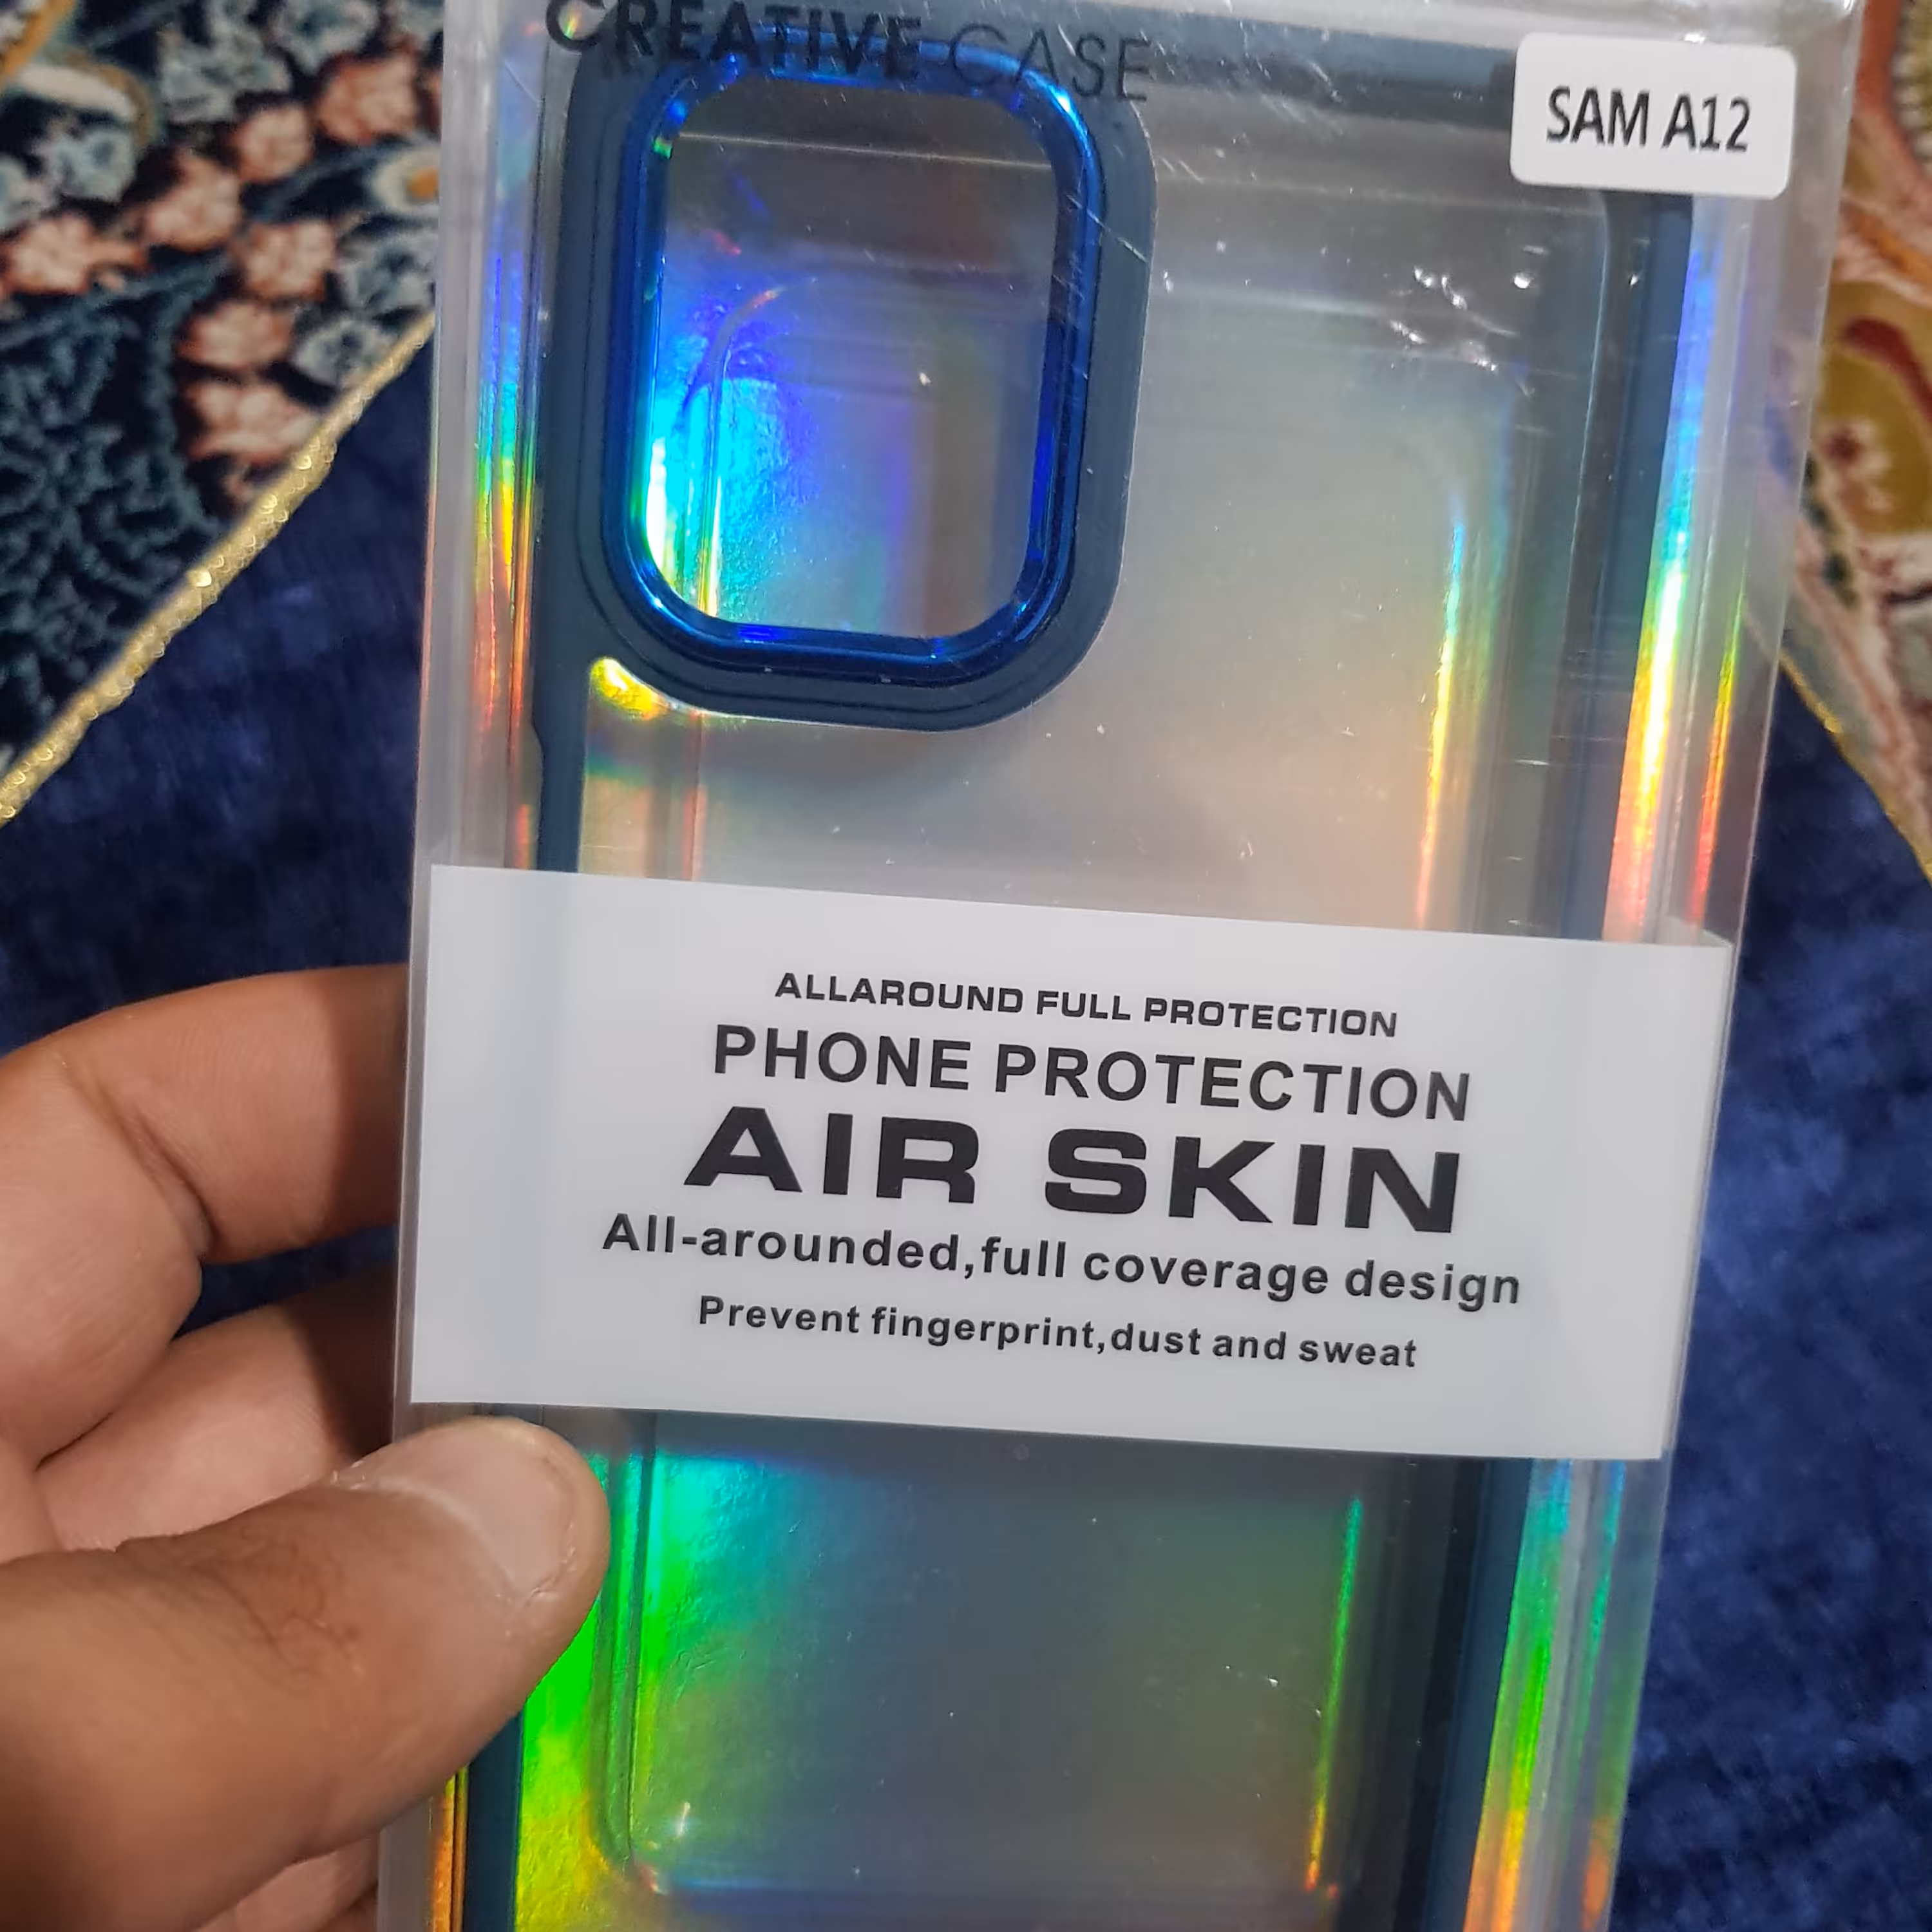 CREATIVE CASE
SAM A12
ALLAROUND FULL PROTECTION
PHONE PROTECTION
AIR SKIN
All-arounded,full coverage design
Prevent fingerprint,dust and sweat